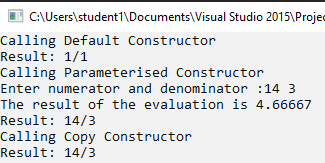 C:\Users\student1\Documents\Visual Studio 2015\Projec
Calling Default Constructor
Result: 1/1
Calling Parameterised Constructor
Enter numerator and denominator :14 3
The result of the evaluation is 4.66667
Result: 14/3
Calling Copy Constructor
Result: 14/3